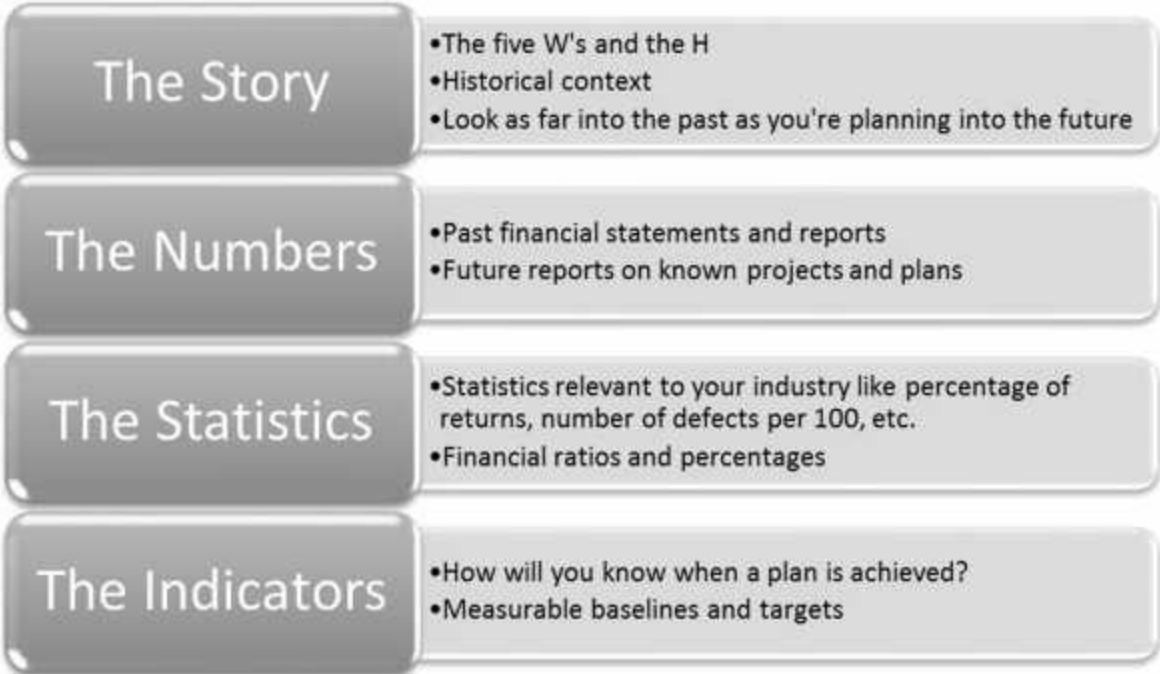 The Story
•The five W's and the H
•Historical context
•Look as far into the past as you're planning into the future
The Numbers
•Past financial statements and reports
•Future reports on known projects and plans
The Statistics
•Statistics relevant to your industry like percentage of
returns, number of defects per 100, etc.
•Financial ratios and percentages
The Indicators
•How will you know when a plan is achieved?
•Measurable baselines and targets